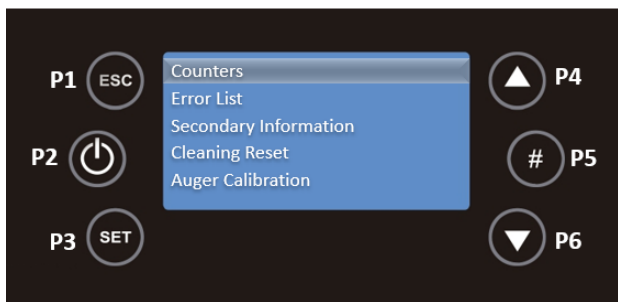 P1 ESC
P2
P3 SET
Counters
Error List
Secondary Information
Cleaning Reset
Auger Calibration
P4
# P5
P6